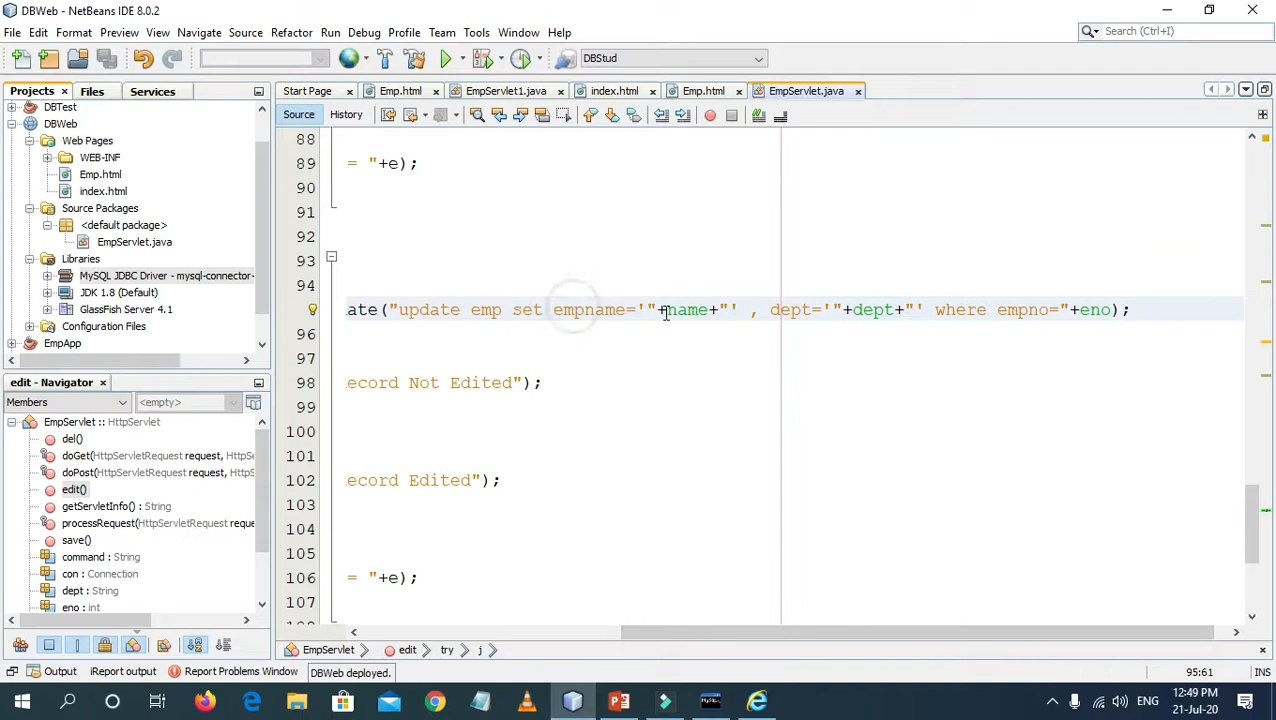 DBWeb - NetBeans IDE 8.0.2
File Edit Format Preview View Navigate Source Refactor Run Debug Profile Team Tools Window Help
Search (Ctrl+I)
DBStud
Projects Files Services
Start Page Emp.html EmpServlet1.java index.html Emp.html EmpServlet.java
Source History
DBTest
DBWeb
Web Pages
WEB-INF
Emp.html
index.html
Source Packages
<default package>
EmpServlet.java
Libraries
MySQL JDBC Driver - mysql-connector-
JDK 1.8 (Default)
GlassFish Server 4.1
Configuration Files
EmpApp
edit - Navigator
Members <empty>
EmpServlet :: HttpServlet
del()
doGet(HttpServletRequest request, HttpS
doPost(HttpServletRequest request, Http
edit()
getServletInfo() : String
processRequest(HttpServletRequest reque
save()
command : String
con : Connection
dept : String
eno : int
88
89 = "+e);
90
91
92
93
94
ate("update emp set empname='"+name+"' , dept='"+dept+"' where empno="+eno);
96
97
98 ecord Not Edited");
99
100
101
102 ecord Edited");
103
104
105
106 = "+e);
107
EmpServlet edit try j
Output iReport output Report Problems Window DBWeb deployed. 95:61 INS
ENG 12:49 PM
21-Jul-20